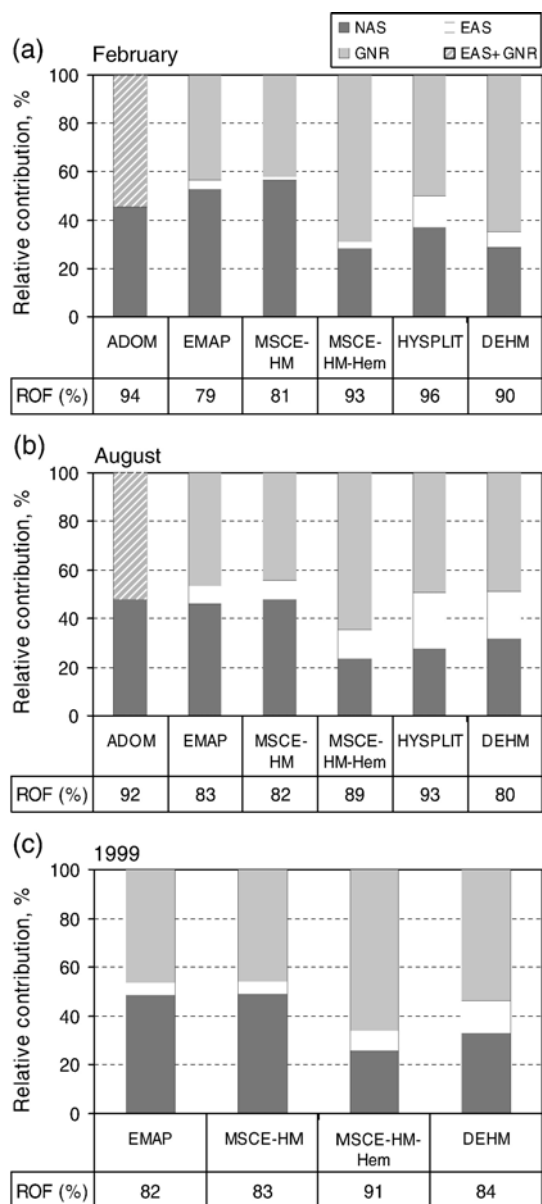 (a)
February
NAS
EAS
GNR
EAS+ GNR
Relative contribution, %
100
80
60
40
20
0
ADOM EMAP MSCE-HM MSCE-HM-Hem HYSPLIT DEHM
ROF (%) 94 79 81 93 96 90
(b)
August
Relative contribution, %
100
80
60
40
20
0
ADOM EMAP MSCE-HM MSCE-HM-Hem HYSPLIT DEHM
ROF (%) 92 83 82 89 93 80
(c)
1999
Relative contribution, %
100
80
60
40
20
0
EMAP MSCE-HM MSCE-HM-Hem DEHM
ROF (%) 82 83 91 84